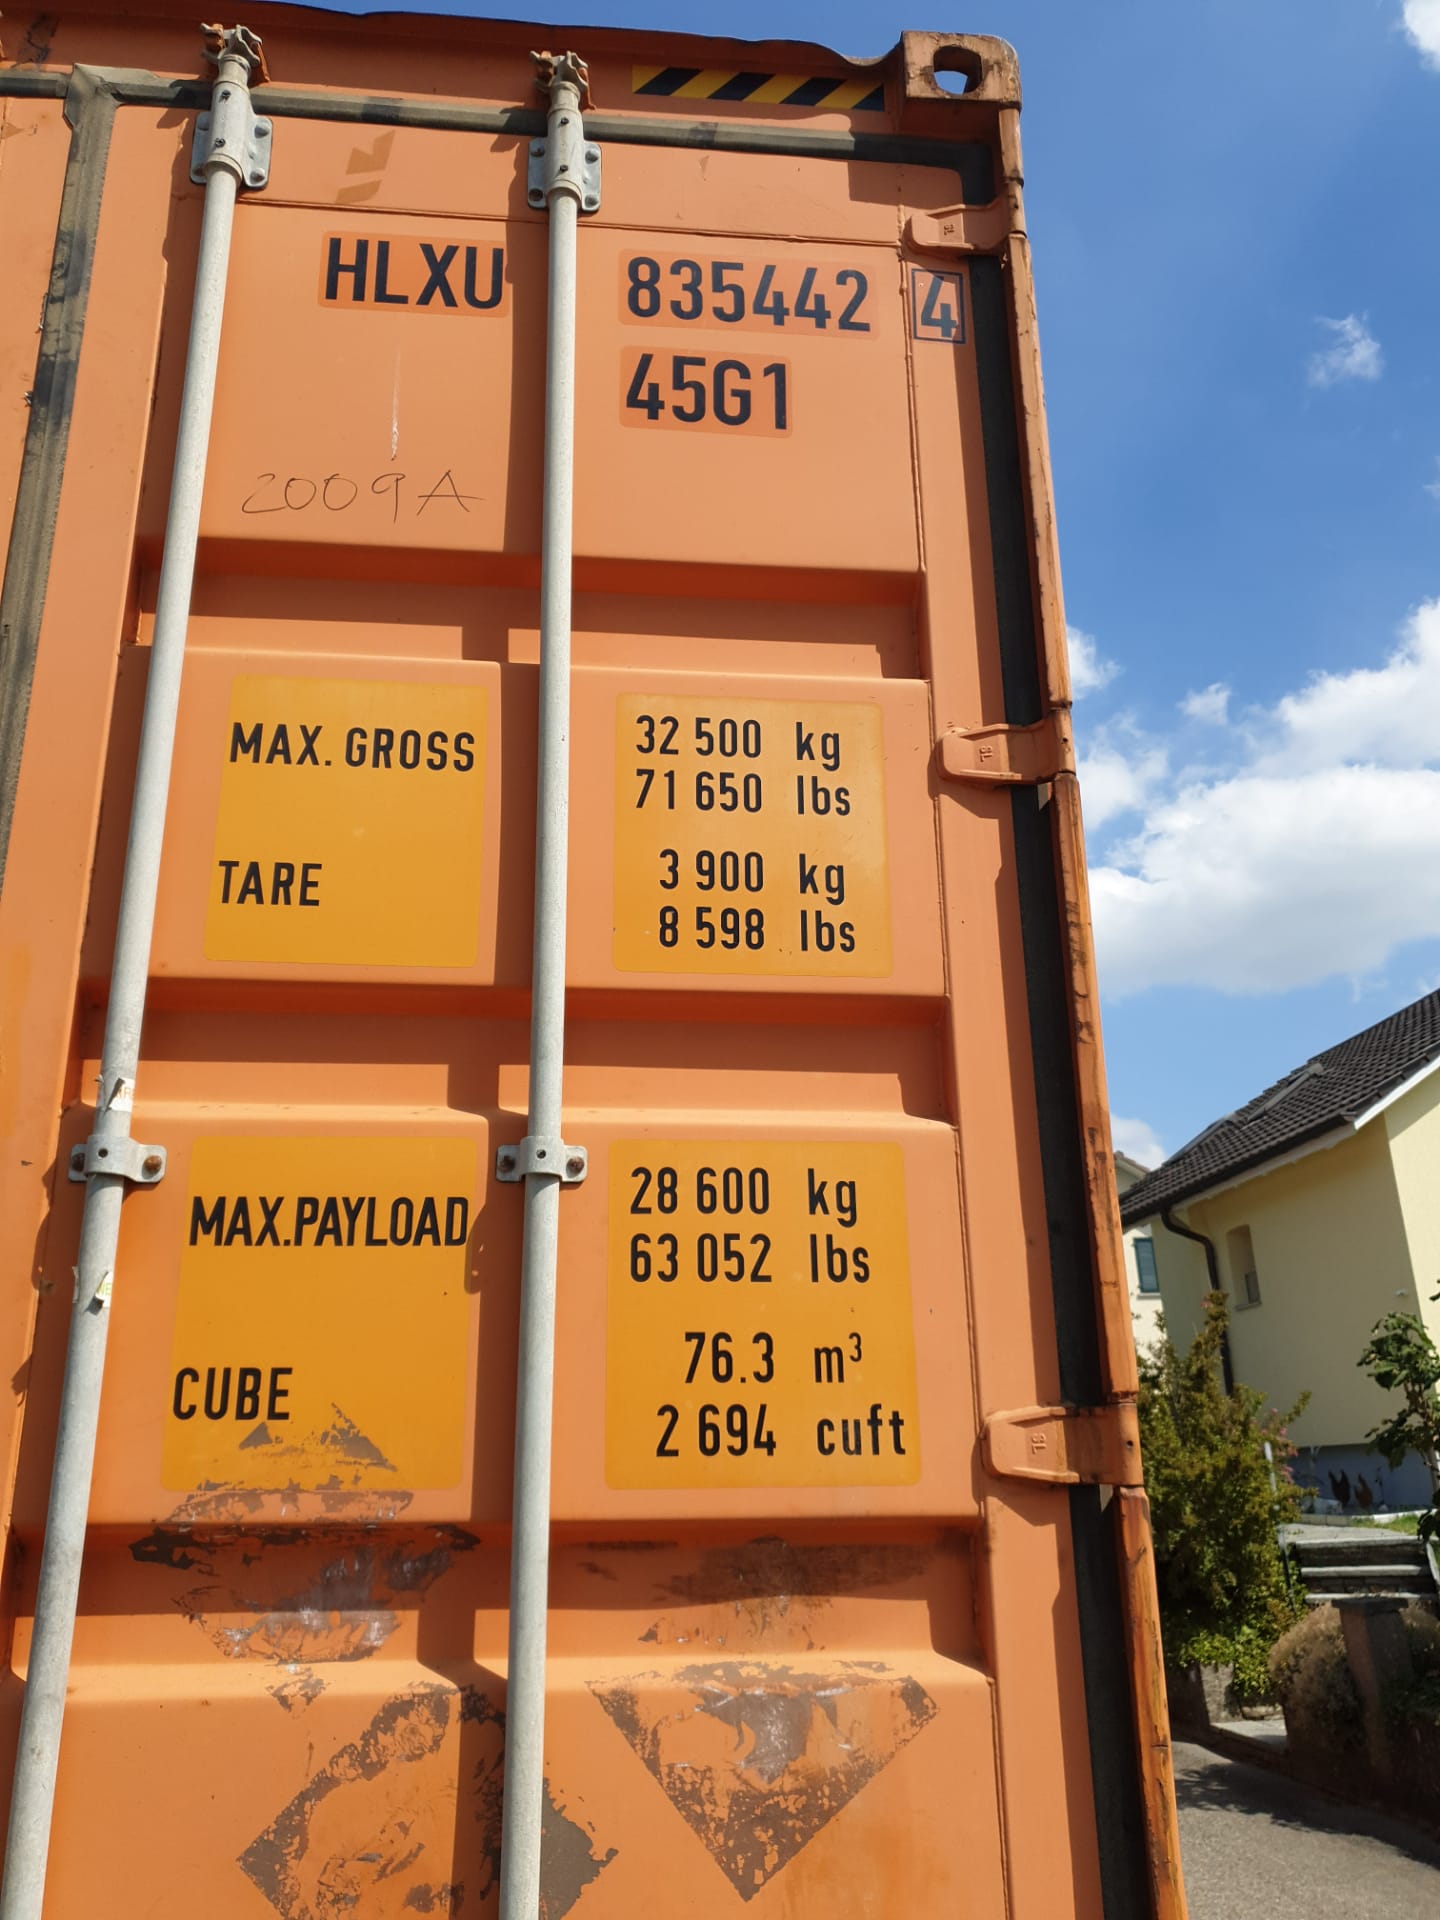 HLXU 835442 4
45G1
2009A
MAX. GROSS 32 500 kg
71 650 lbs
TARE 3 900 kg
8 598 lbs
MAX.PAYLOAD 28 600 kg
63 052 lbs
CUBE 76.3 m³
2 694 cuft